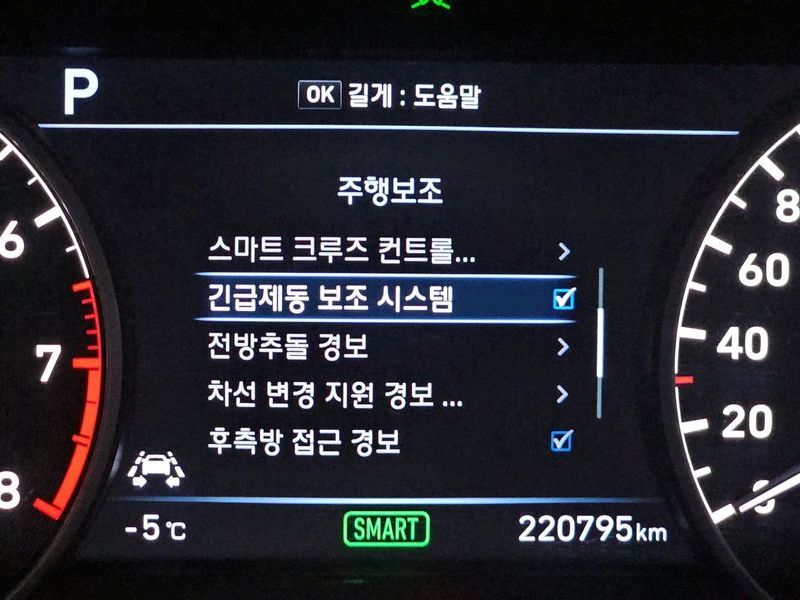 P
OK 길게 : 도움말
주행보조
스마트 크루즈 컨트롤...
긴급제동 보조 시스템
전방추돌 경보
차선 변경 지원 경보 ...
후측방 접근 경보
-5℃
SMART
220795km
6
7
8
8
60
40
20
0